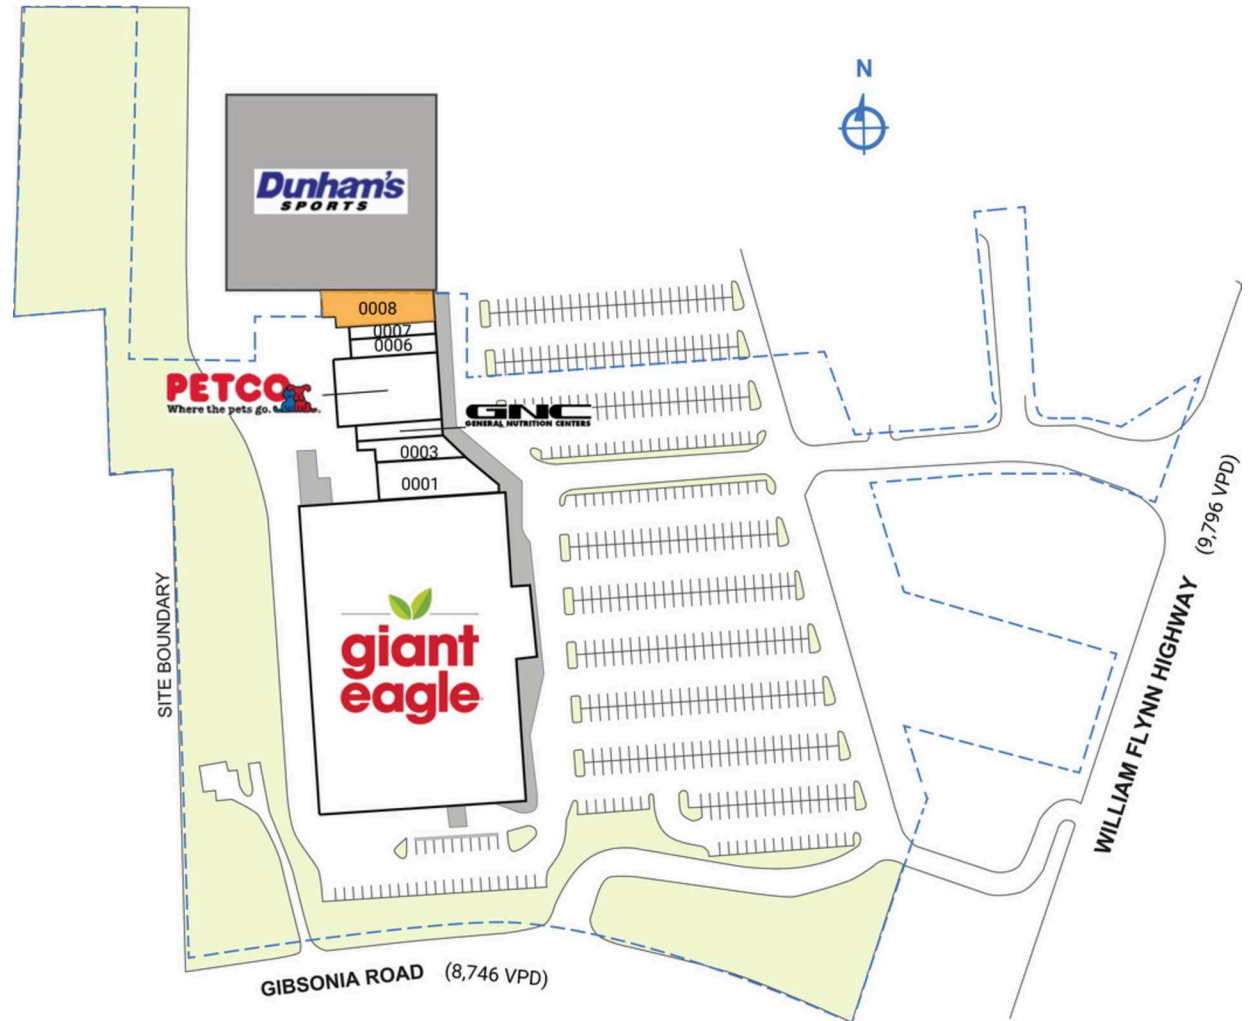 N
Dunham's
SPORTS
0008
0007
0006
PETCO
Where the pets go.
GNC
GENERAL NUTRITION CENTERS
0003
0001
giant
eagle
SITE BOUNDARY
WILLIAM FLYNN HIGHWAY (9,796 VPD)
GIBSONIA ROAD (8,746 VPD)